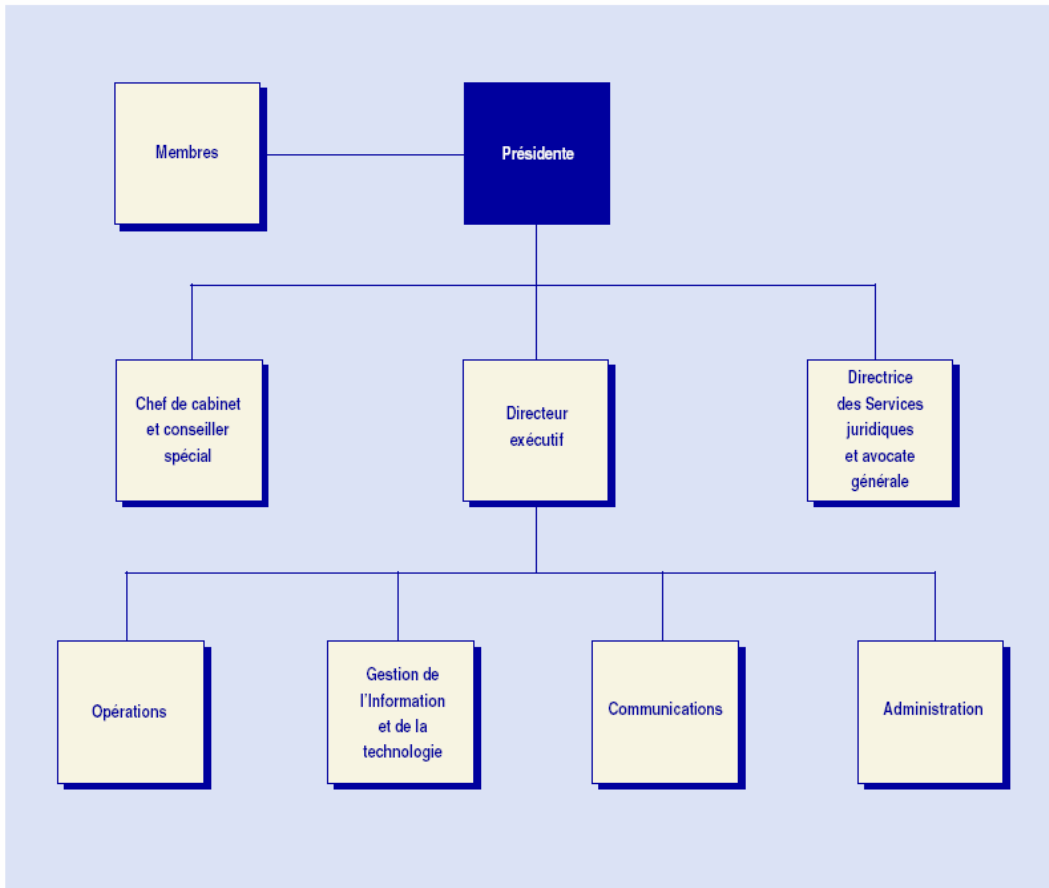 Membres
Présidente
Chef de cabinet
et conseiller
spécial
Directeur
exécutif
Directrice
des Services
juridiques
et avocate
générale
Opérations
Gestion de
l'Information
et de la
technologie
Communications
Administration